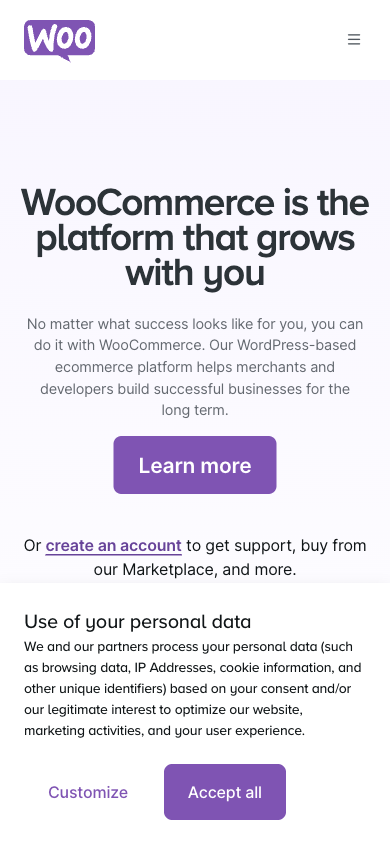 Woo
WooCommerce is the
platform that grows
with you
No matter what success looks like for you, you can
do it with WooCommerce. Our WordPress-based
ecommerce platform helps merchants and
developers build successful businesses for the
long term.
Learn more
Or create an account to get support, buy from
our Marketplace, and more.
Use of your personal data
We and our partners process your personal data (such
as browsing data, IP Addresses, cookie information, and
other unique identifiers) based on your consent and/or
our legitimate interest to optimize our website,
marketing activities, and your user experience.
Customize
Accept all